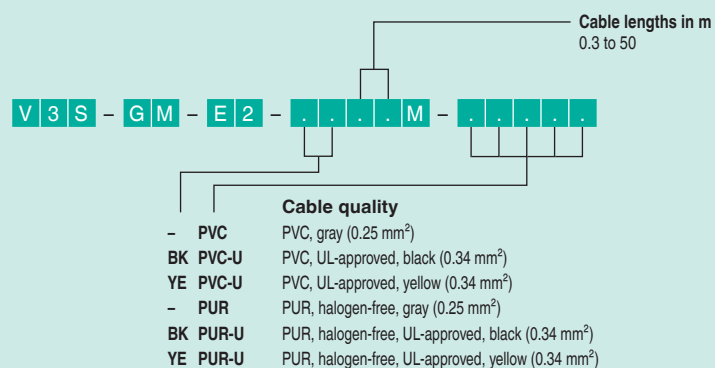 Cable lengths in m
0.3 to 50
V3S – GM – E2 – . . . . M – . . . . .
Cable quality
– PVC PVC, gray (0.25 mm²)
BK PVC-U PVC, UL-approved, black (0.34 mm²)
YE PVC-U PVC, UL-approved, yellow (0.34 mm²)
– PUR PUR, halogen-free, gray (0.25 mm²)
BK PUR-U PUR, halogen-free, UL-approved, black (0.34 mm²)
YE PUR-U PUR, halogen-free, UL-approved, yellow (0.34 mm²)